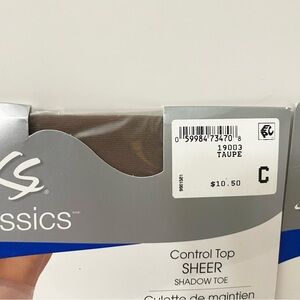 0 59984 73470 8
19003
TAUPE
$10.50
C
ssics
Control Top
SHEER
SHADOW TOE
Culotte de maintien